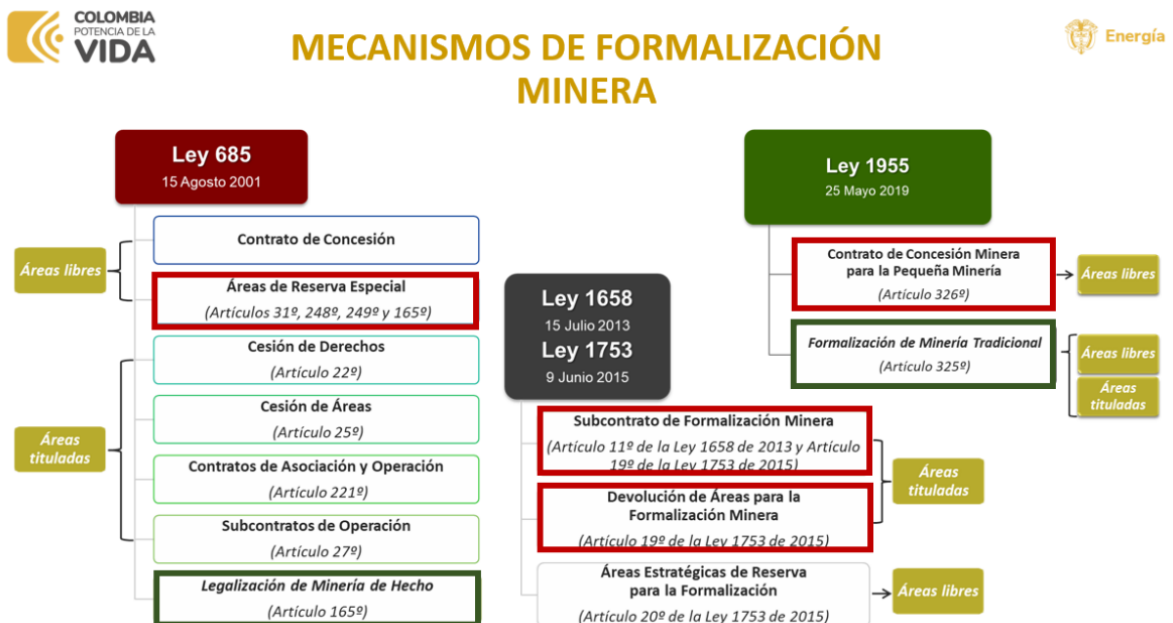 COLOMBIA
POTENCIA DE LA
VIDA
MECANISMOS DE FORMALIZACIÓN
MINERA
Energía
Ley 685
15 Agosto 2001
Áreas libres
Contrato de Concesión
Áreas de Reserva Especial
(Artículos 31º, 248º, 249º y 165º)
Áreas
tituladas
Cesión de Derechos
(Artículo 22º)
Cesión de Áreas
(Artículo 25º)
Contratos de Asociación y Operación
(Artículo 221º)
Subcontratos de Operación
(Artículo 27º)
Legalización de Minería de Hecho
(Artículo 165º)
Ley 1658
15 Julio 2013
Ley 1753
9 Junio 2015
Subcontrato de Formalización Minera
(Artículo 11º de la Ley 1658 de 2013 y Artículo
19º de la Ley 1753 de 2015)
Devolución de Áreas para la
Formalización Minera
(Artículo 19º de la Ley 1753 de 2015)
Áreas
tituladas
Áreas Estratégicas de Reserva
para la Formalización
(Artículo 20º de la Ley 1753 de 2015)
Áreas libres
Ley 1955
25 Mayo 2019
Contrato de Concesión Minera
para la Pequeña Minería
(Artículo 326º)
Áreas libres
Formalización de Minería Tradicional
(Artículo 325º)
Áreas libres
Áreas
tituladas